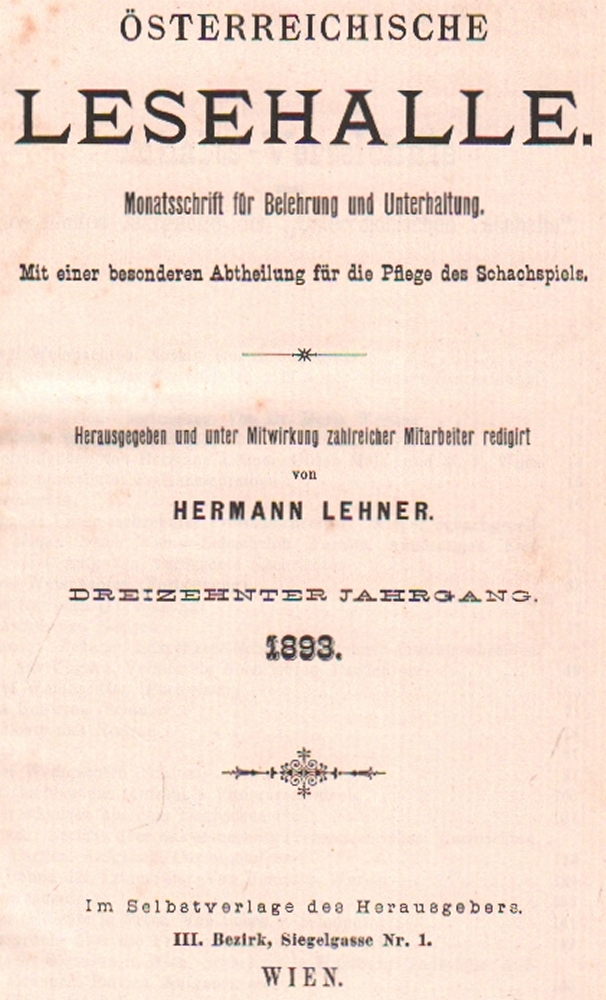 ÖSTERREICHISCHE
LESEHALLE.
Monatsschrift für Belehrung und Unterhaltung.
Mit einer besonderen Abtheilung für die Pflege des Schachspiels.
Herausgegeben und unter Mitwirkung zahlreicher Mitarbeiter redigirt
von
HERMANN LEHNER.
DREIZEHNTER JAHRGANG.
1893.
Im Selbstverlage des Herausgebers.
III. Bezirk, Siegelgasse Nr. 1.
WIEN.